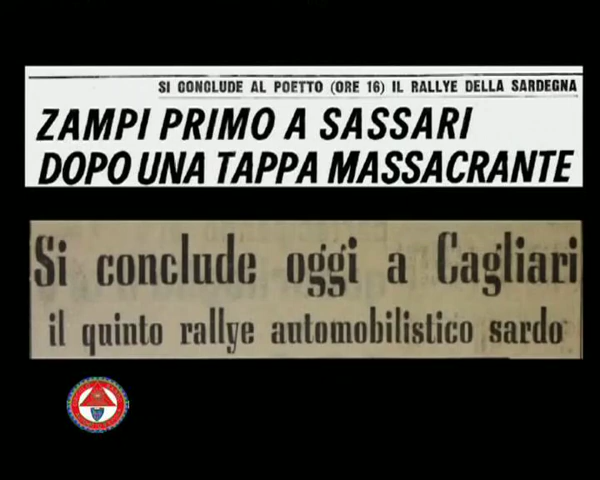 SI CONCLUDE AL POETTO (ORE 16) IL RALLYE DELLA SARDEGNA
ZAMPI PRIMO A SASSARI
DOPO UNA TAPPA MASSACRANTE
Si conclude oggi a Cagliari
il quinto rallye automobilistico sardo